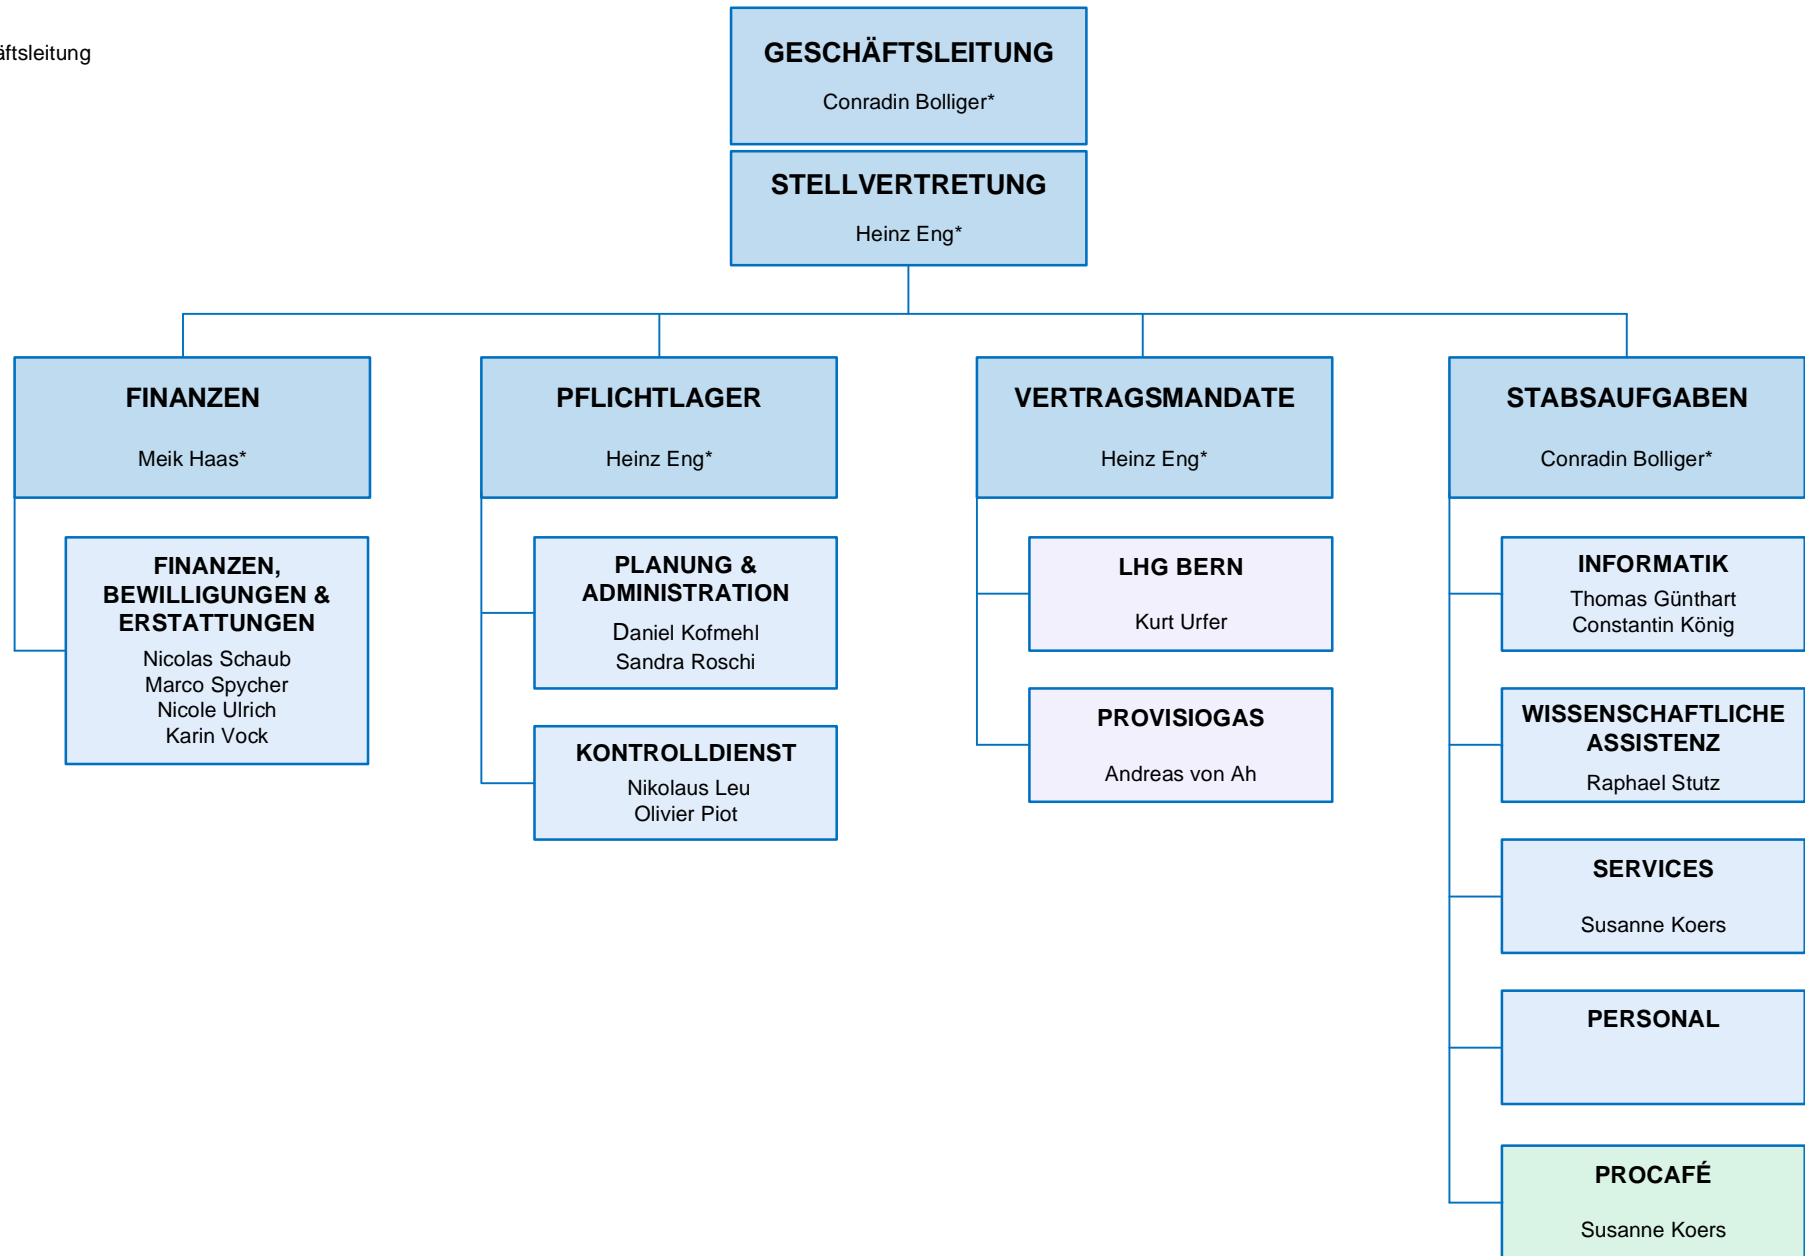 GESCHÄFTSLEITUNG
Conradin Bolliger*
STELLVERTRETUNG
Heinz Eng*
FINANZEN
Meik Haas*
FINANZEN,
BEWILLIGUNGEN &
ERSTATTUNGEN
Nicolas Schaub
Marco Spycher
Nicole Ulrich
Karin Vock
PFLICHTLAGER
Heinz Eng*
PLANUNG &
ADMINISTRATION
Daniel Kofmehl
Sandra Roschi
KONTROLLDIENST
Nikolaus Leu
Olivier Piot
VERTRAGSMANDATE
Heinz Eng*
LHG BERN
Kurt Urfer
PROVISIOGAS
Andreas von Ah
STABSAUFGABEN
Conradin Bolliger*
INFORMATIK
Thomas Günthart
Constantin König
WISSENSCHAFTLICHE
ASSISTENZ
Raphael Stutz
SERVICES
Susanne Koers
PERSONAL
PROCAFÉ
Susanne Koers